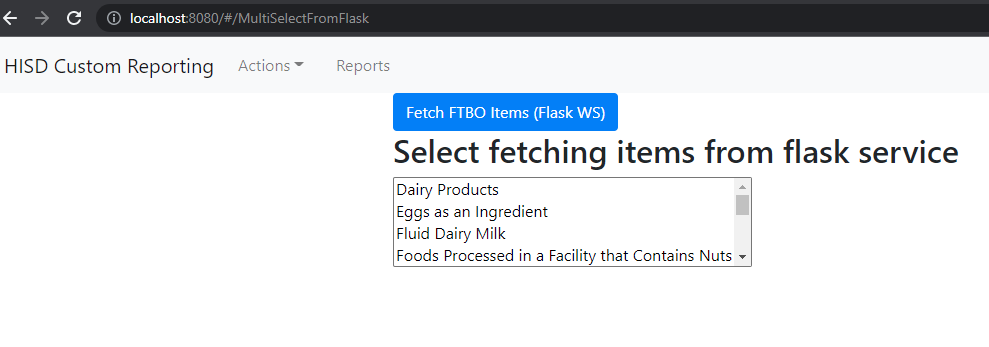 localhost:8080/#/MultiSelectFromFlask
HISD Custom Reporting Actions Reports
Fetch FTBO Items (Flask WS)
Select fetching items from flask service
Dairy Products
Eggs as an Ingredient
Fluid Dairy Milk
Foods Processed in a Facility that Contains Nuts